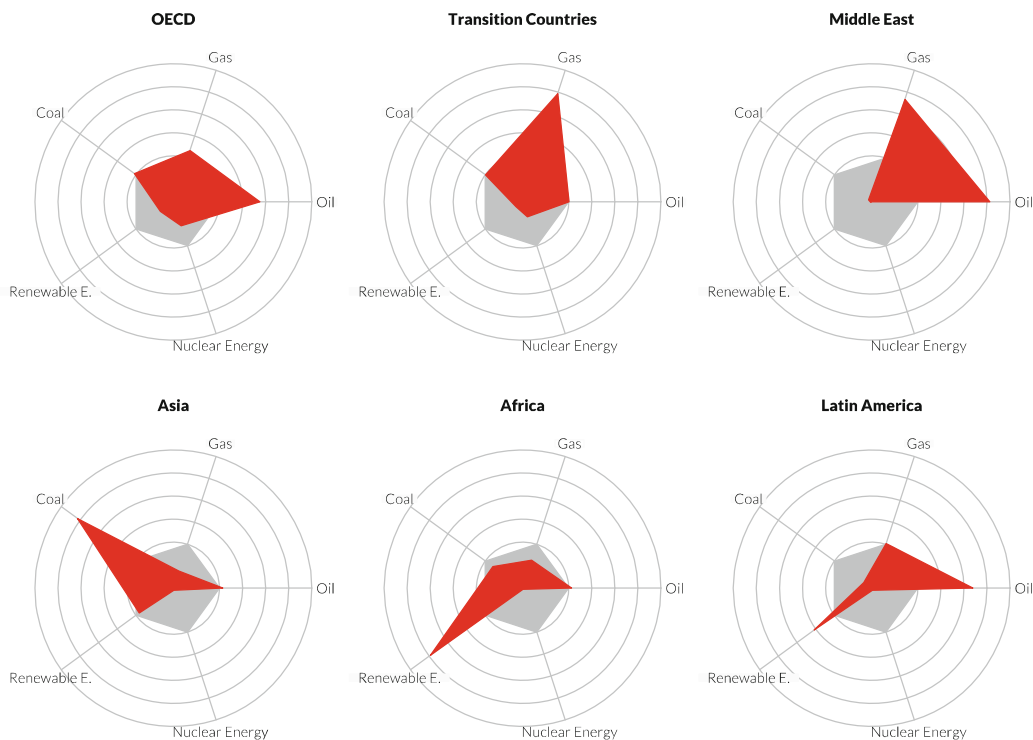 OECD
Transition Countries
Middle East
Gas
Gas
Gas
Coal
Coal
Coal
Oil
Oil
Oil
Renewable E.
Renewable E.
Renewable E.
Nuclear Energy
Nuclear Energy
Nuclear Energy
Asia
Africa
Latin America
Gas
Gas
Gas
Coal
Coal
Coal
Oil
Oil
Oil
Renewable E.
Renewable E.
Renewable E.
Nuclear Energy
Nuclear Energy
Nuclear Energy